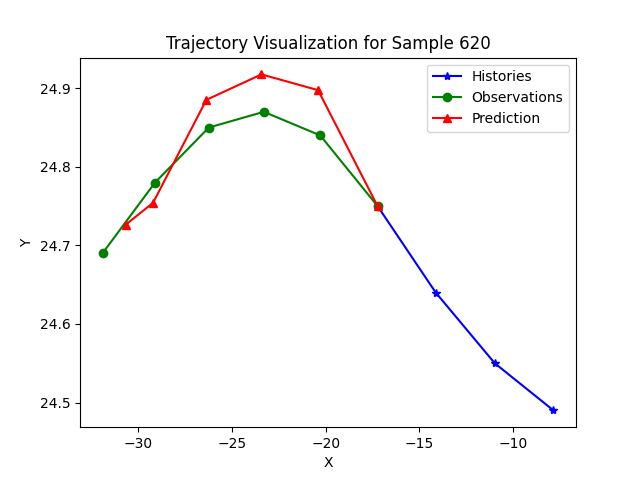 Trajectory Visualization for Sample 620
Histories
Observations
Prediction
24.9
24.8
24.7
24.6
24.5
Y
−30
−25
−20
−15
−10
X